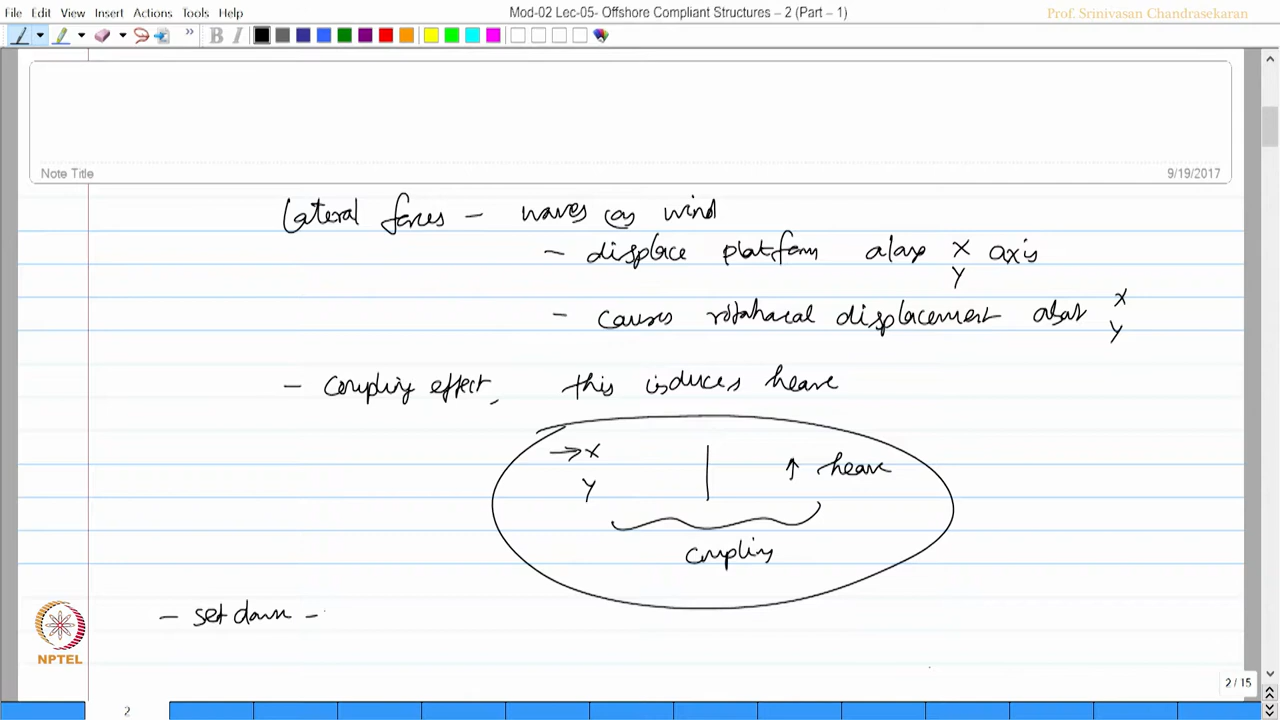 File Edit View Insert Actions Tools Help
Mod-02 Lec-05- Offshore Compliant Structures – 2 (Part – 1)
Prof. Srinivasan Chandrasekaran
B I
Note Title
9/19/2017
Lateral forces - waves wind
- displace platform along X axis
Y
- causes rotational displacement about X
Y
- Coupling effect, this induces heave
→ X ↑ heave
Y
coupling
- set down -
NPTEL
2 / 15
2